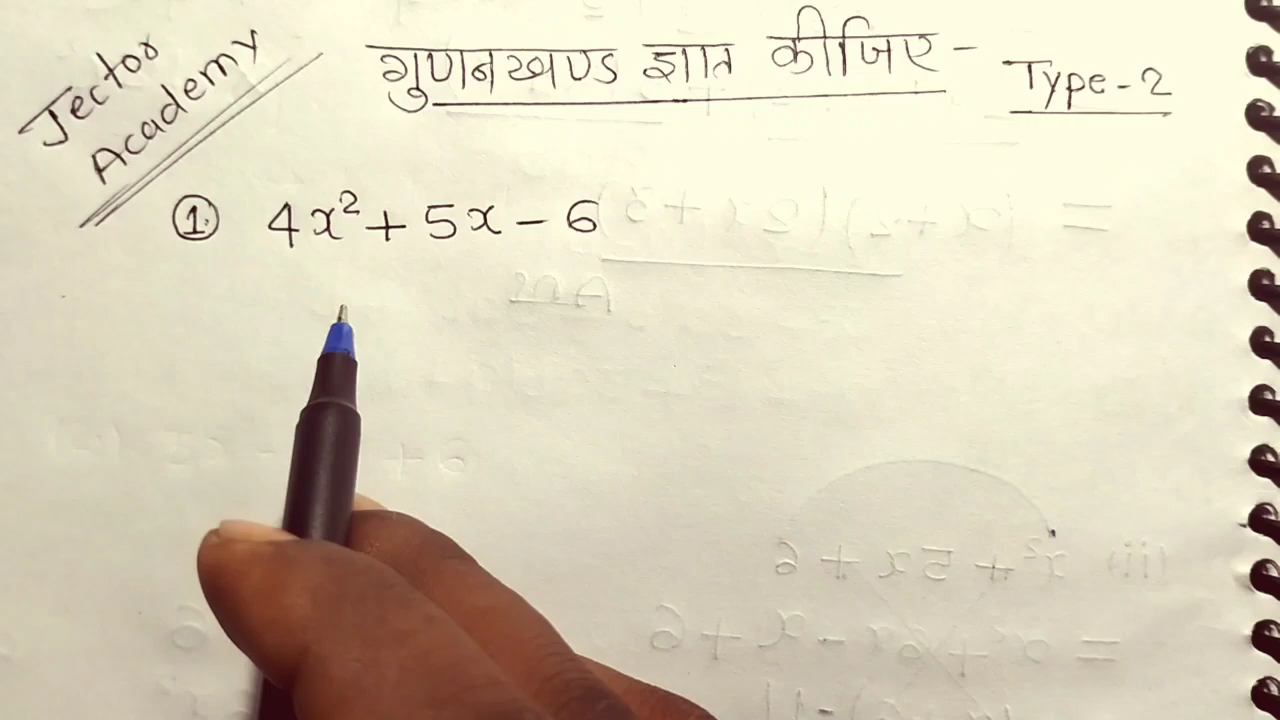 Jector
Academy
गुणनखण्ड ज्ञात कीजिए - Type - 2
①. 4x² + 5x - 6